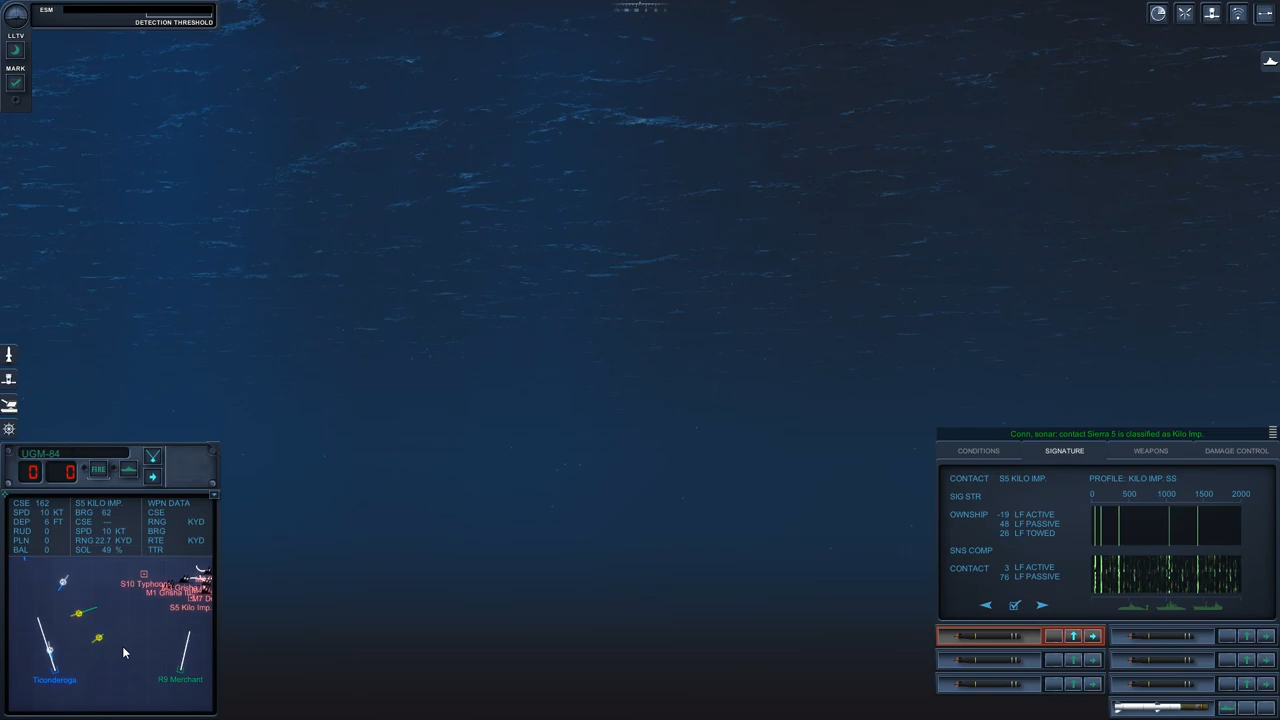 ESM
DETECTION THRESHOLD
LLTV
MARK
UGM-84
0 0 FIRE
CSE 162
SPD 10 KT
DEP 6 FT
RUD 0
PLN 0
BAL 0
S5 KILO IMP.
BRG 62
CSE ---
SPD 10 KT
RNG 22.7 KYD
SOL 49 %
WPN DATA
CSE
RNG KYD
BRG
RTE KYD
TTR
S10 Typhoon
M1 Grisha
S5 Kilo Imp.
Ticonderoga
R9 Merchant
Conn, sonar: contact Sierra 5 is classified as Kilo Imp.
CONDITIONS SIGNATURE WEAPONS DAMAGE CONTROL
CONTACT S5 KILO IMP.
SIG STR
OWNSHIP -19 LF ACTIVE
48 LF PASSIVE
26 LF TOWED
SNS COMP
CONTACT 3 LF ACTIVE
76 LF PASSIVE
PROFILE: KILO IMP. SS
0 500 1000 1500 2000